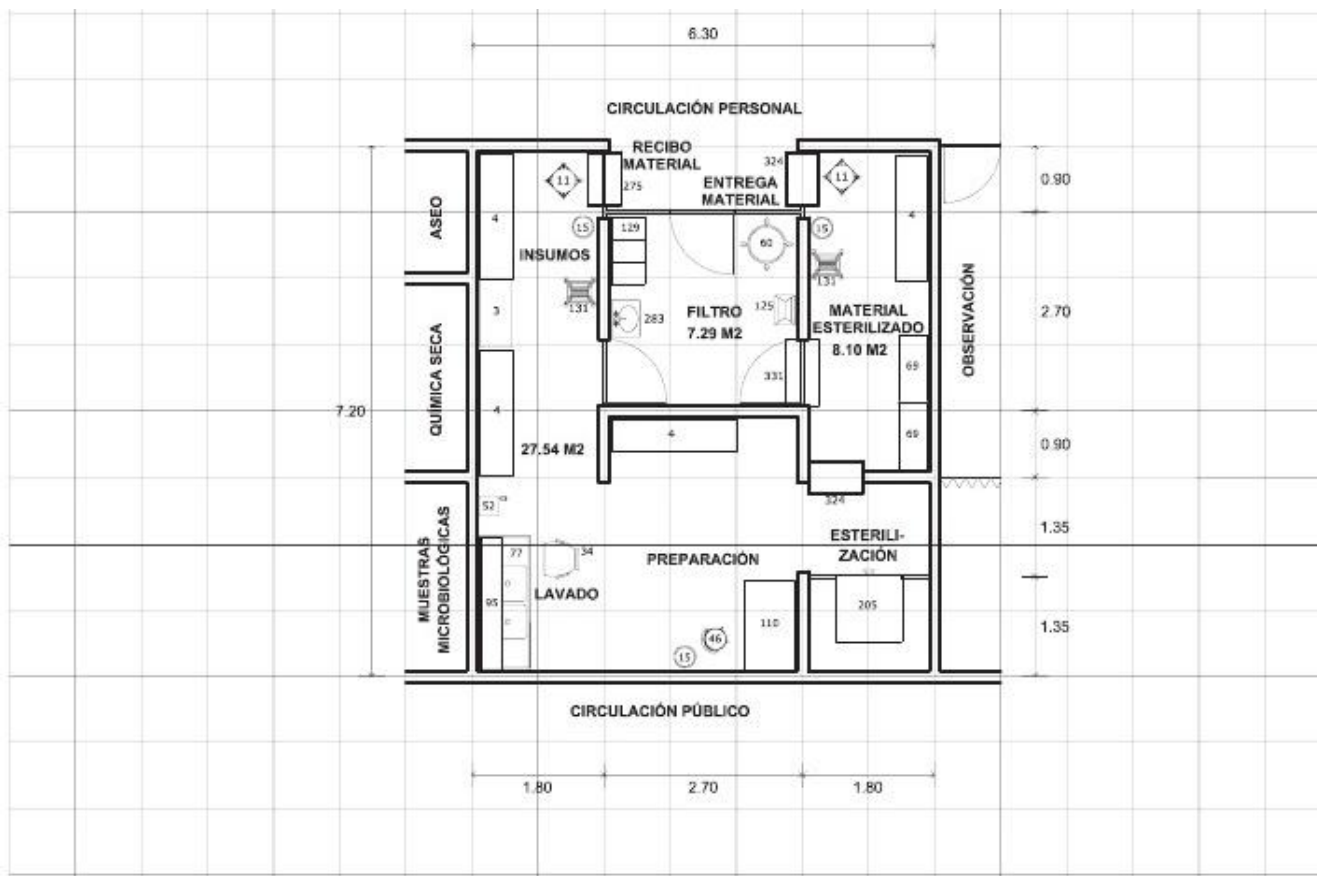 6.30
CIRCULACIÓN PERSONAL
RECIBO
MATERIAL
324
11
275
ENTREGA
MATERIAL
11
0.90
4
4
ASEO
15
129
60
15
INSUMOS
131
131
OBSERVACIÓN
3
283
FILTRO
7.29 M2
125
MATERIAL
ESTERILIZADO
8.10 M2
2.70
QUÍMICA SECA
331
69
7.20
4
4
69
27.54 M2
0.90
52
324
MUESTRAS
MICROBIOLÓGICAS
77
34
PREPARACIÓN
ESTERILI-
ZACIÓN
1.35
95
LAVADO
205
110
46
15
1.35
CIRCULACIÓN PÚBLICO
1.80
2.70
1.80